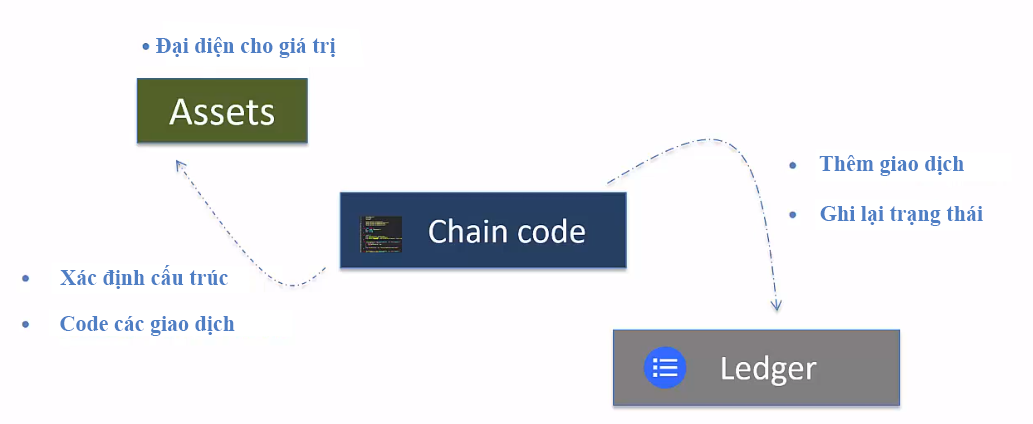 • Đại diện cho giá trị
Assets
Chain code
• Thêm giao dịch
• Ghi lại trạng thái
• Xác định cấu trúc
• Code các giao dịch
Ledger